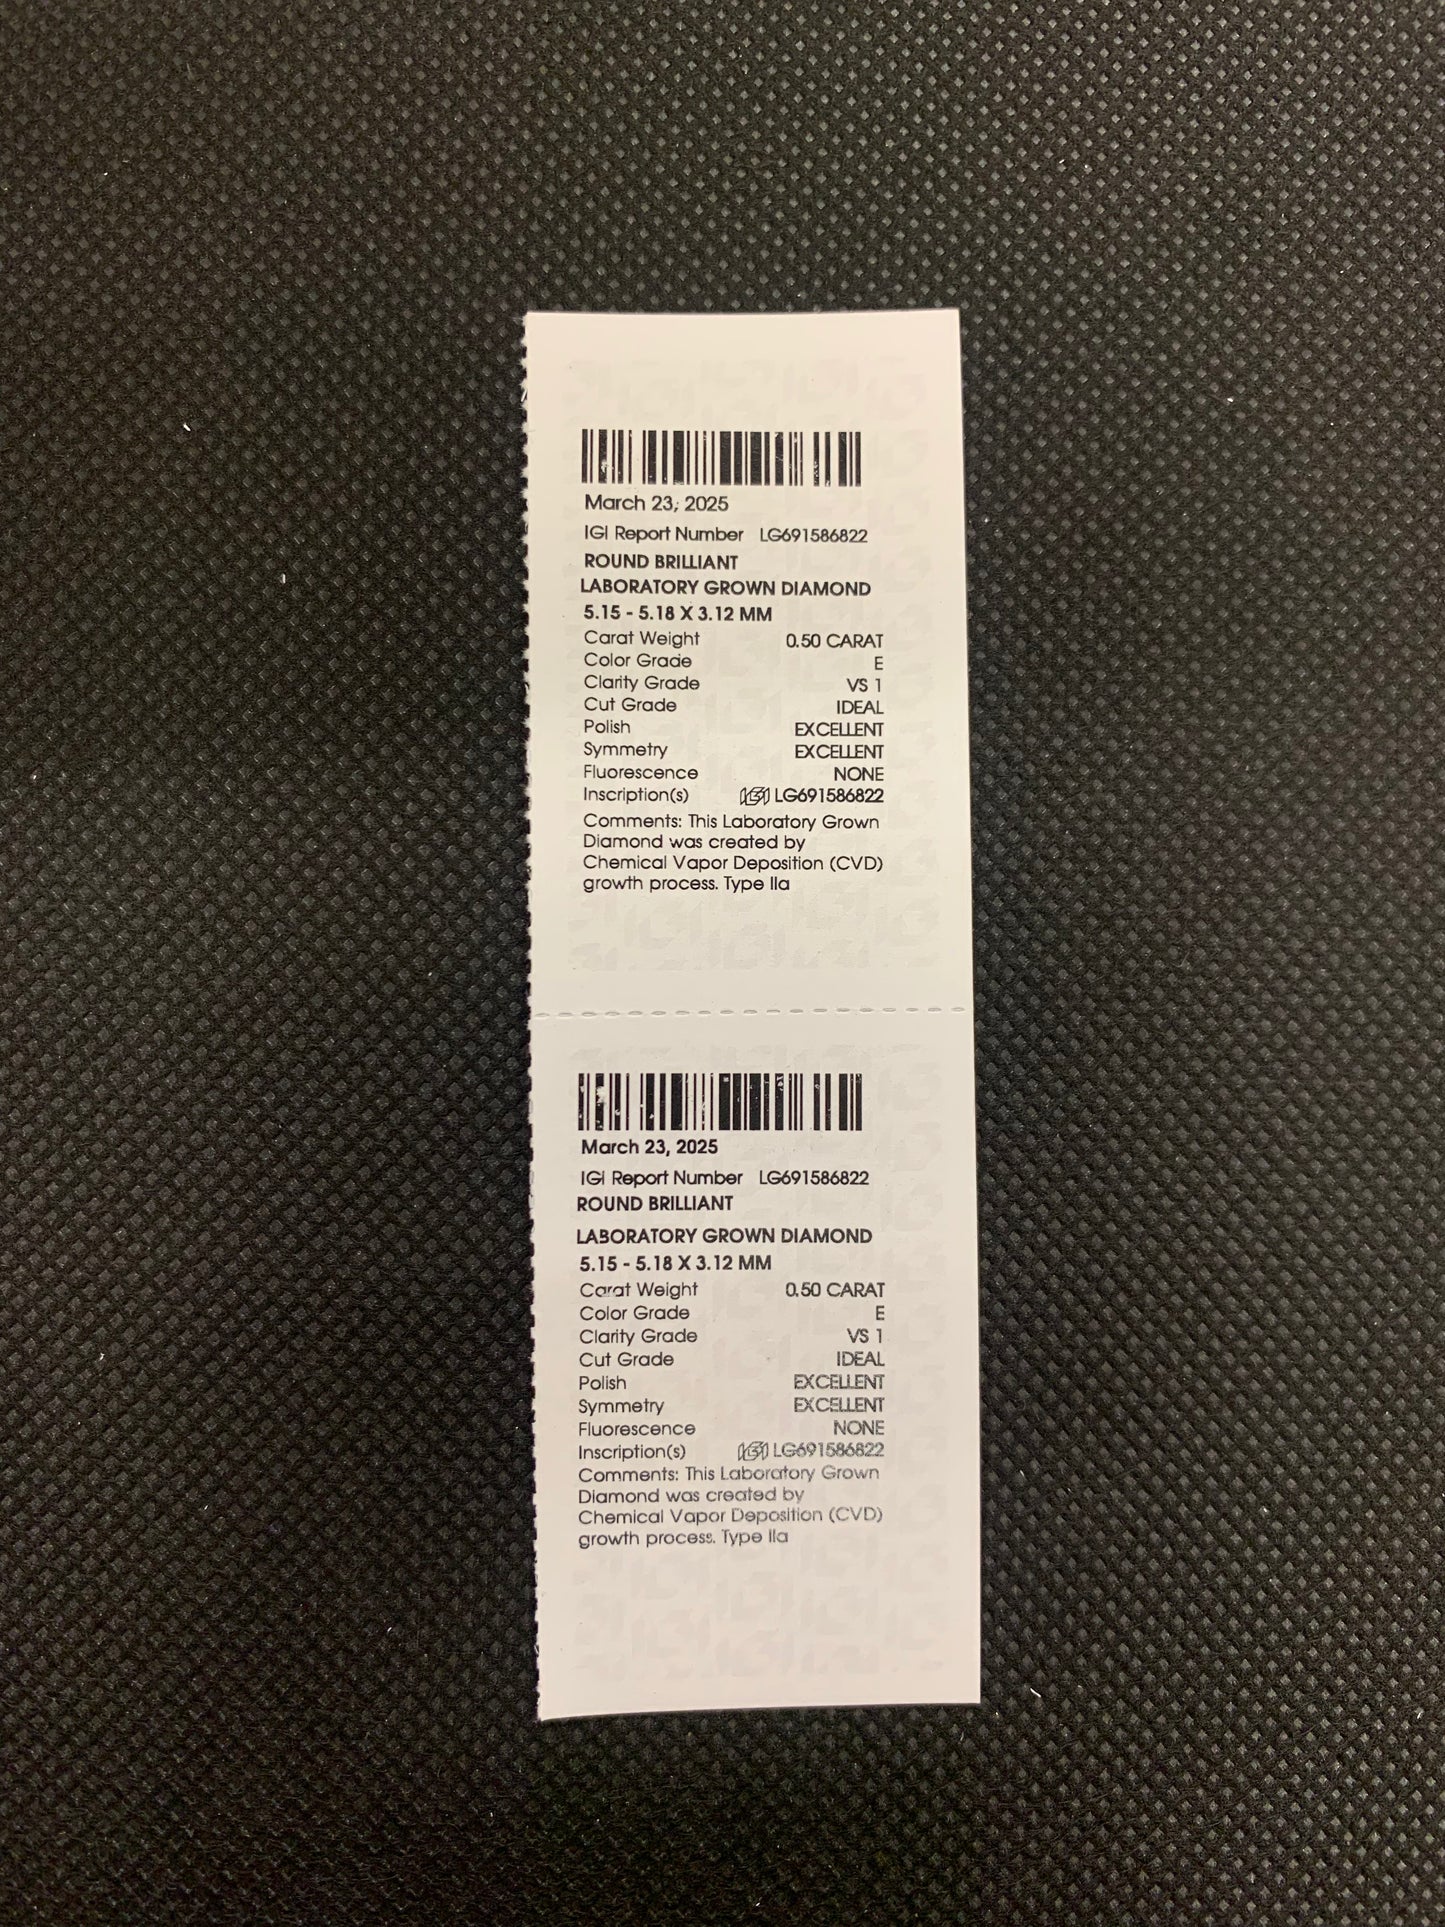 March 23, 2025
IGI Report Number LG691586822
ROUND BRILLIANT
LABORATORY GROWN DIAMOND
5.15 - 5.18 X 3.12 MM
Carat Weight 0.50 CARAT
Color Grade E
Clarity Grade VS 1
Cut Grade IDEAL
Polish EXCELLENT
Symmetry EXCELLENT
Fluorescence NONE
Inscription(s) IGI LG691586822
Comments: This Laboratory Grown
Diamond was created by
Chemical Vapor Deposition (CVD)
growth process. Type IIa
March 23, 2025
IGI Report Number LG691586822
ROUND BRILLIANT
LABORATORY GROWN DIAMOND
5.15 - 5.18 X 3.12 MM
Carat Weight 0.50 CARAT
Color Grade E
Clarity Grade VS 1
Cut Grade IDEAL
Polish EXCELLENT
Symmetry EXCELLENT
Fluorescence NONE
Inscription(s) IGI LG691586822
Comments: This Laboratory Grown
Diamond was created by
Chemical Vapor Deposition (CVD)
growth process. Type IIa